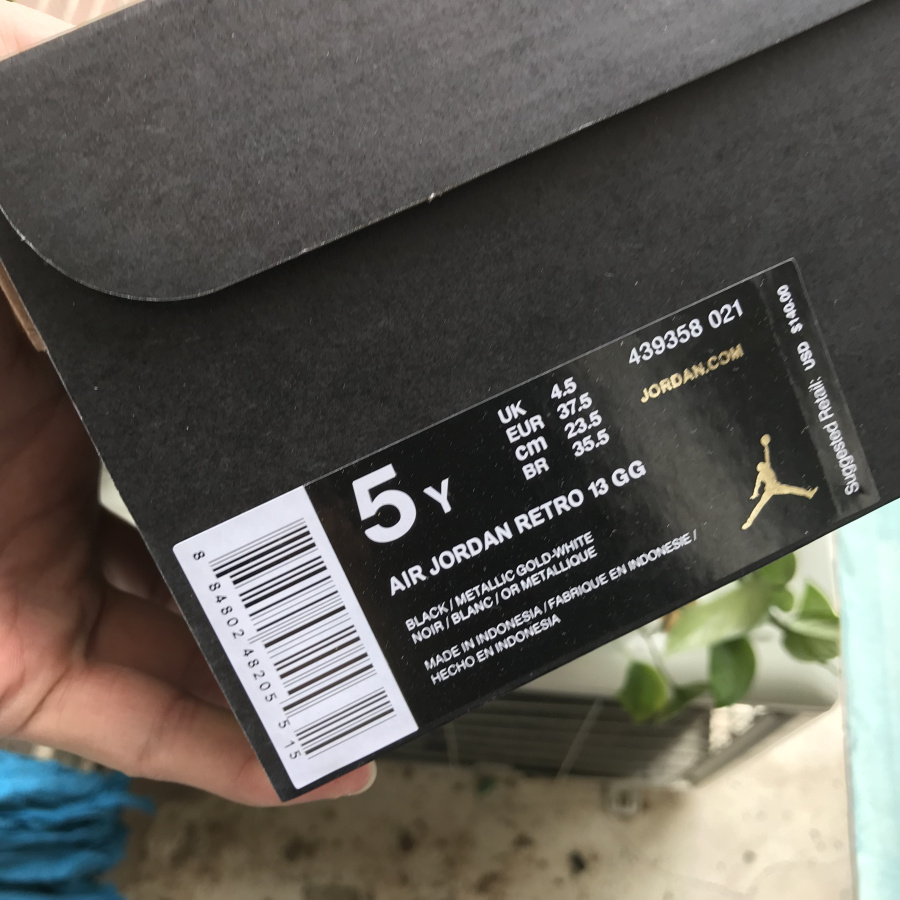 5 Y
UK 4.5
EUR 37.5
cm 23.5
BR 35.5
439358 021
JORDAN.COM
AIR JORDAN RETRO 13 GG
BLACK / METALLIC GOLD-WHITE
NOIR / BLANC / OR METALLIQUE
MADE IN INDONESIA / FABRIQUE EN INDONESIE /
HECHO EN INDONESIA
Suggested Retail: USD $140.00
8 84802 48205 5 15